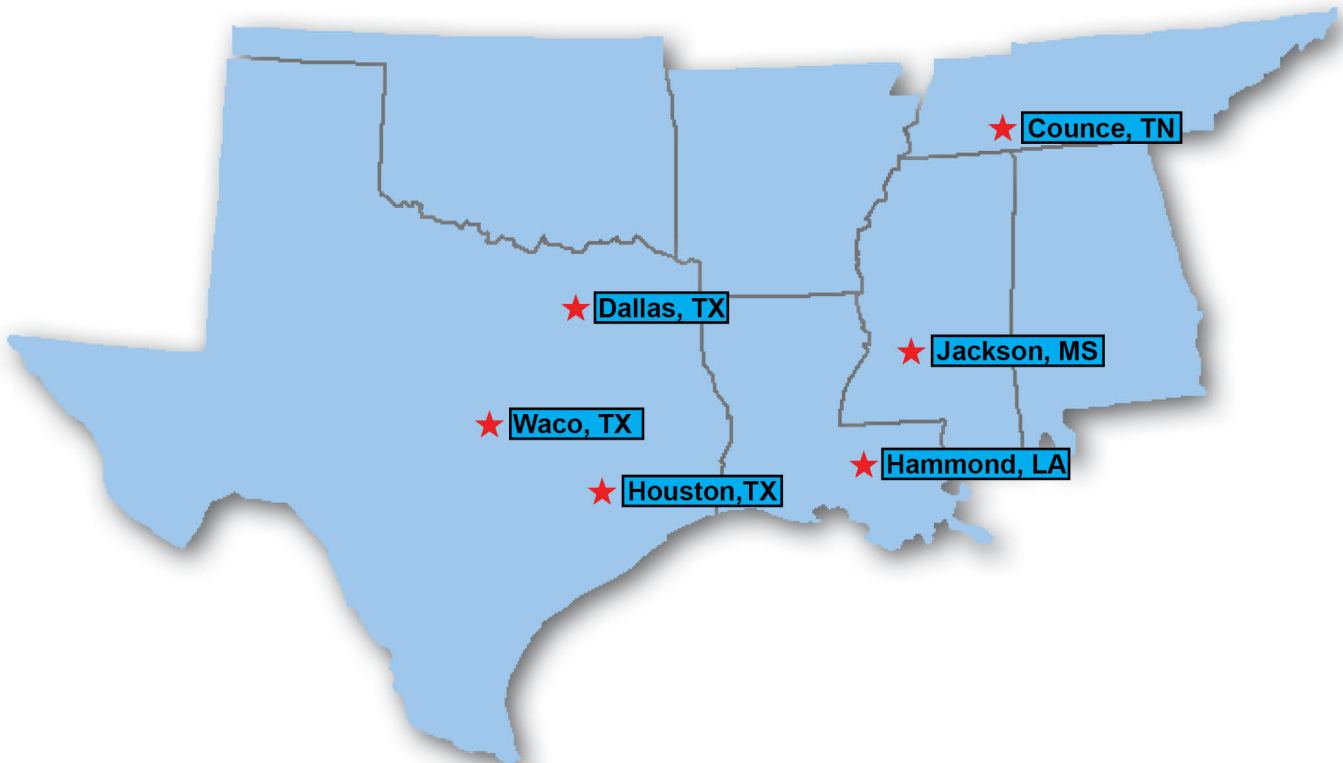 Counce, TN
Dallas, TX
Jackson, MS
Waco, TX
Hammond, LA
Houston,TX